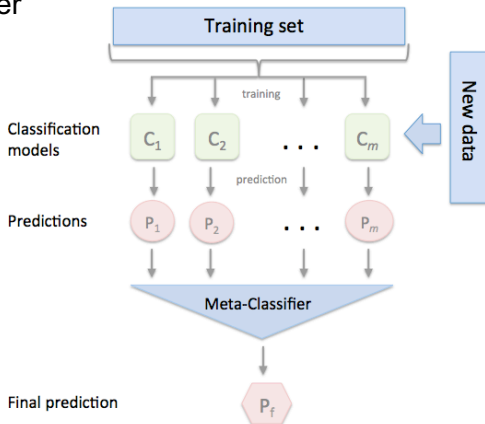 er
Training set
training
Classification
models
C1
C2
. . .
Cm
New data
prediction
Predictions
P1
P2
. . .
Pm
Meta-Classifier
Final prediction
Pf